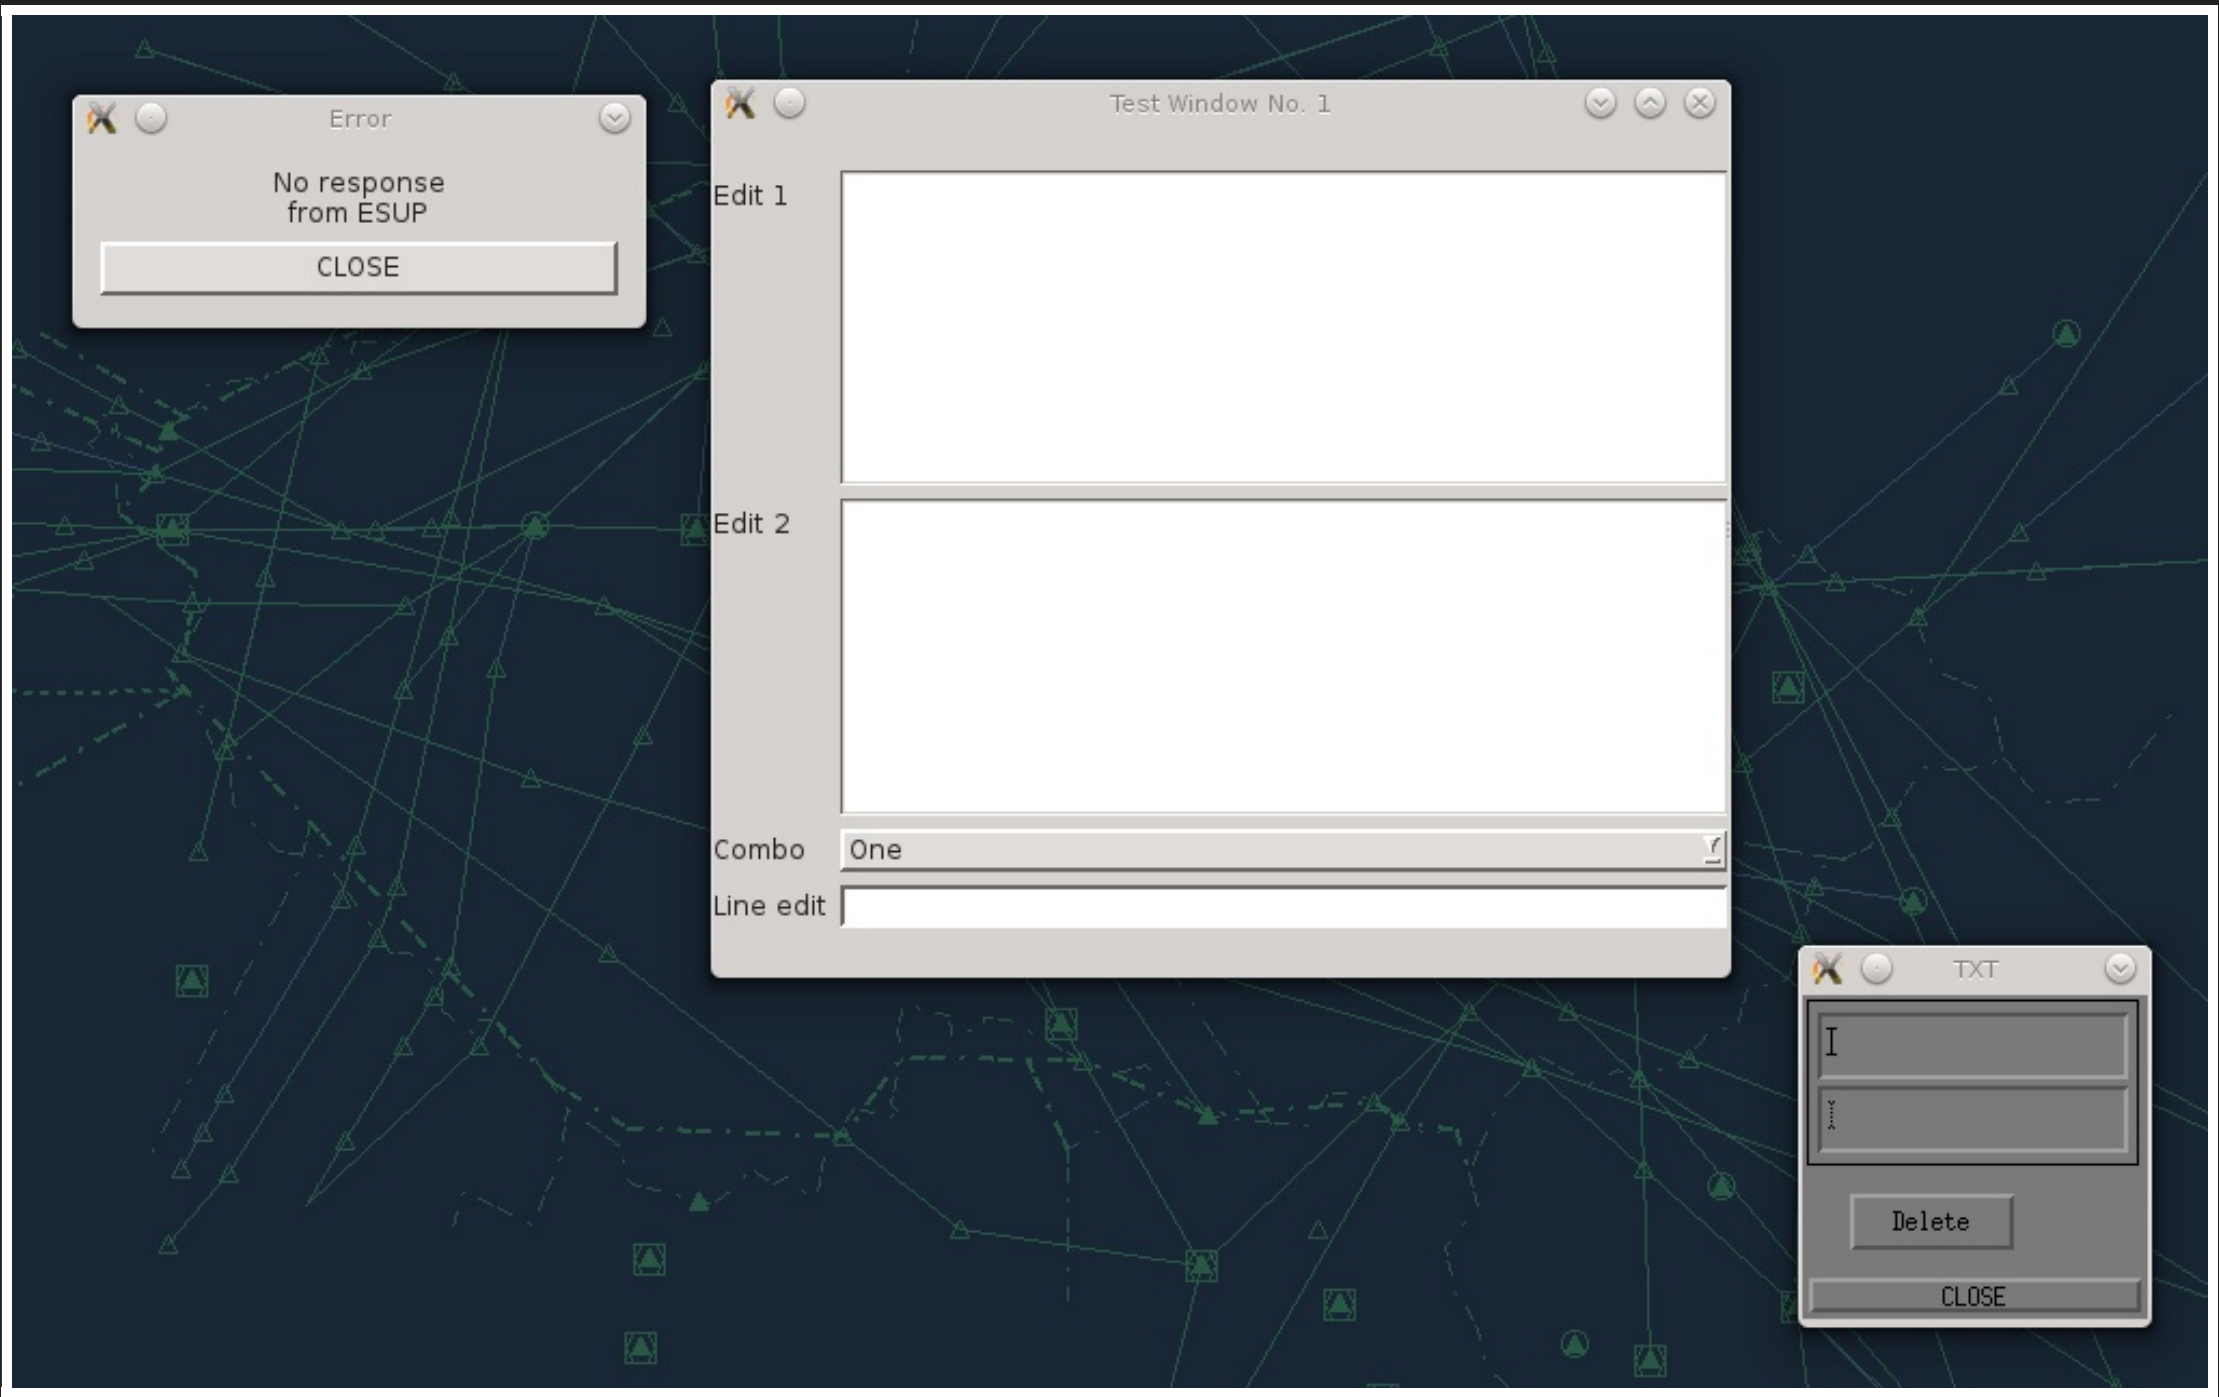 Error
No response
from ESUP
CLOSE
Test Window No. 1
Edit 1
Edit 2
Combo
One
Line edit
TXT
Delete
CLOSE